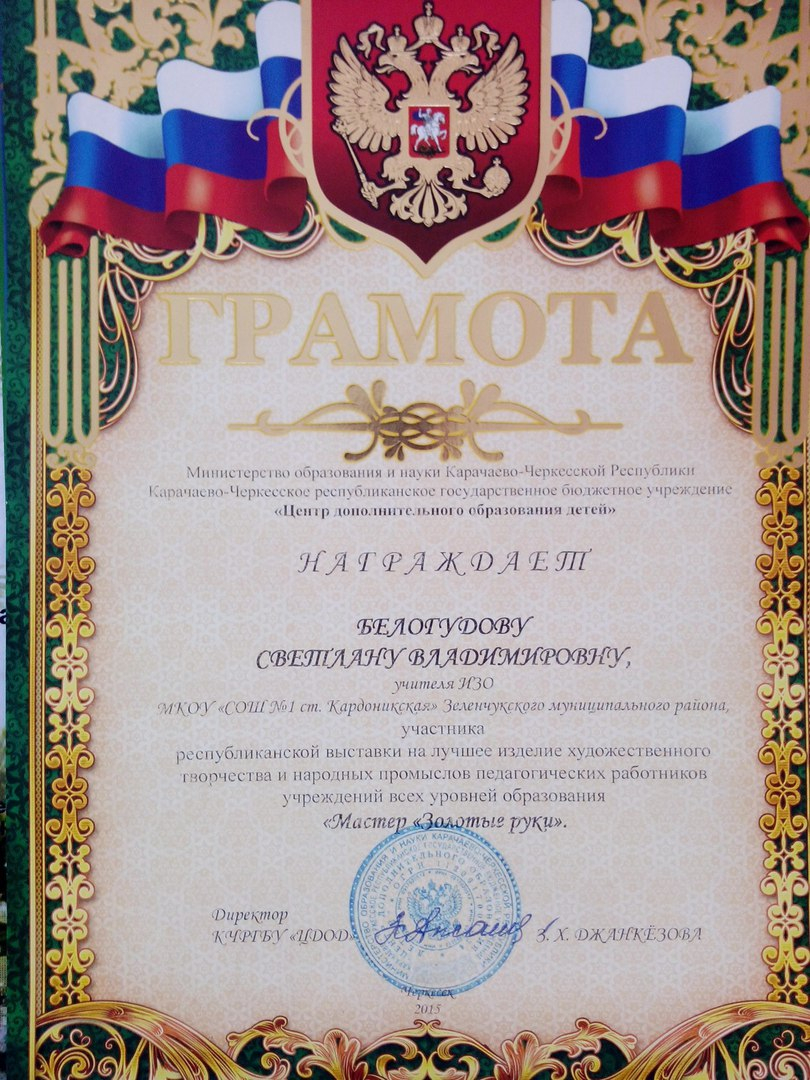 ГРАМОТА
Министерство образования и науки Карачаево-Черкесской Республики
Карачаево-Черкесское республиканское государственное бюджетное учреждение
«Центр дополнительного образования детей»
НАГРАЖДАЕТ
БЕЛОГУДОВУ
СВЕТЛАНУ ВЛАДИМИРОВНУ,
учителя ИЗО
МКОУ «СОШ №1 ст. Кардоникская» Зеленчукского муниципального района,
участника
республиканской выставки на лучшее изделие художественного
творчества и народных промыслов педагогических работников
учреждений всех уровней образования
«Мастер «Золотые руки».
Директор
КЧРГБУ «ЦДОД» З. Х. ДЖАНКЁЗОВА
Черкесск
2015